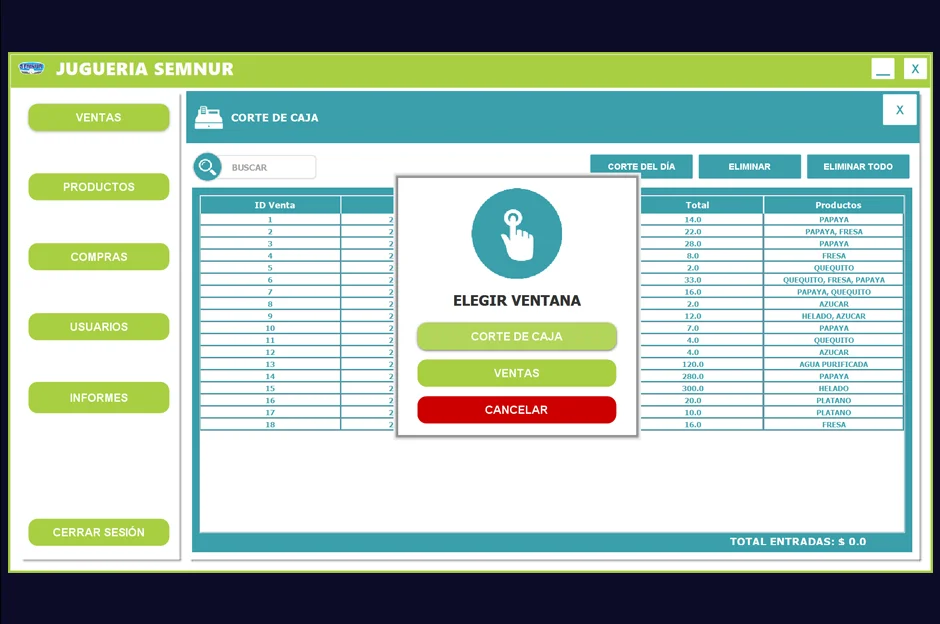 JUGUERIA SEMNUR
X
VENTAS
PRODUCTOS
COMPRAS
USUARIOS
INFORMES
CERRAR SESIÓN
CORTE DE CAJA
X
BUSCAR
CORTE DEL DÍA ELIMINAR ELIMINAR TODO
ID Venta Total Productos
1 2 14.0 PAPAYA
2 2 22.0 PAPAYA, FRESA
3 2 28.0 PAPAYA
4 2 8.0 FRESA
5 2 2.0 QUEQUITO
6 2 33.0 QUEQUITO, FRESA, PAPAYA
7 2 16.0 PAPAYA, QUEQUITO
8 2 2.0 AZUCAR
9 2 12.0 HELADO, AZUCAR
10 2 7.0 PAPAYA
11 2 4.0 QUEQUITO
12 2 4.0 AZUCAR
13 2 120.0 AGUA PURIFICADA
14 2 280.0 PAPAYA
15 2 300.0 HELADO
16 2 20.0 PLATANO
17 2 10.0 PLATANO
18 2 16.0 FRESA
TOTAL ENTRADAS: $ 0.0
ELEGIR VENTANA
CORTE DE CAJA
VENTAS
CANCELAR